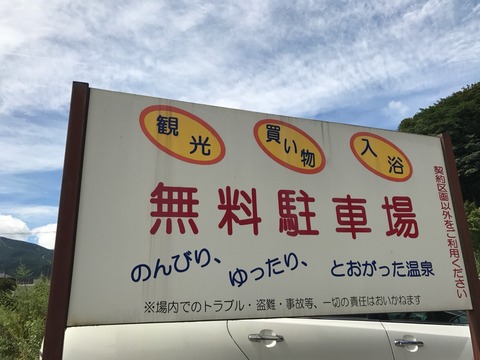 観光
買い物
入浴
無料駐車場
契約区画以外をご利用ください
のんびり、ゆったり、とおがった温泉
※場内でのトラブル・盗難・事故等、一切の責任はおいかねます